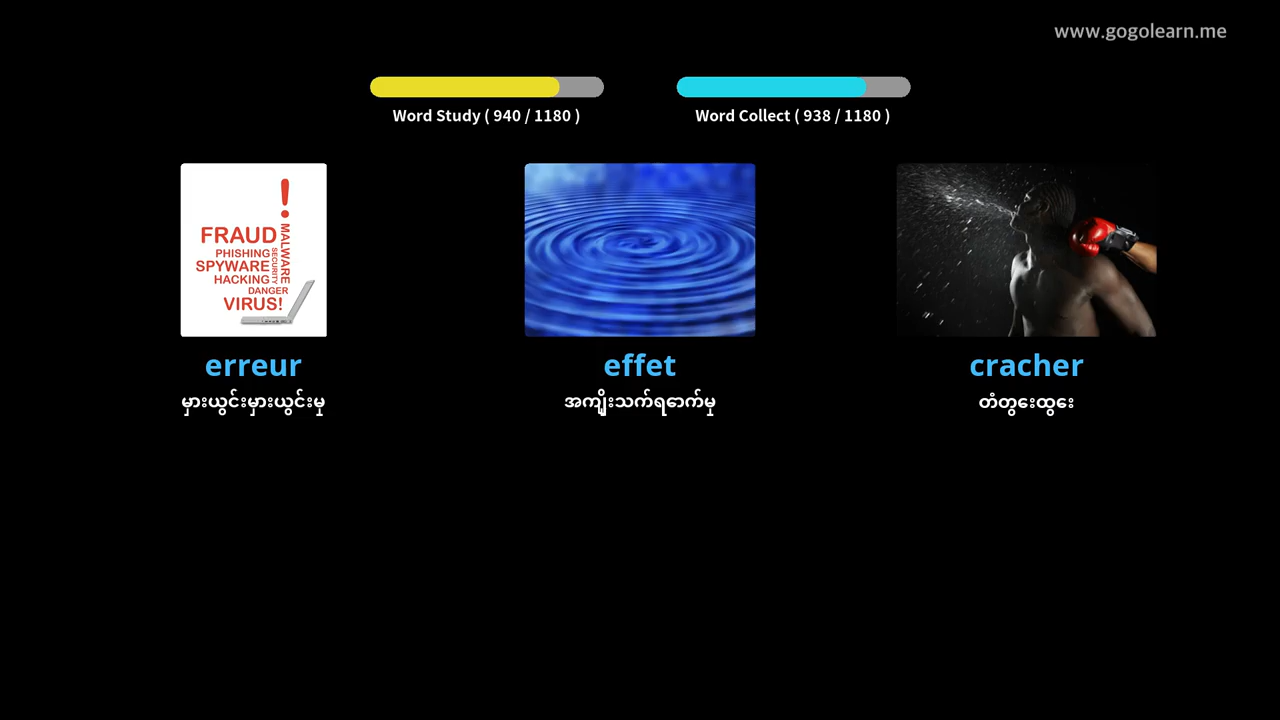 www.gogolearn.me
Word Study ( 940 / 1180 )
Word Collect ( 938 / 1180 )
!
FRAUD
MALWARE
PHISHING
SECURITY
SPYWARE
HACKING
DANGER
VIRUS!
erreur
effet
cracher
မှားယွင်းမှားယွင်းမှု
အကျိုးသက်ရောက်မှု
တံတွေးထွေး